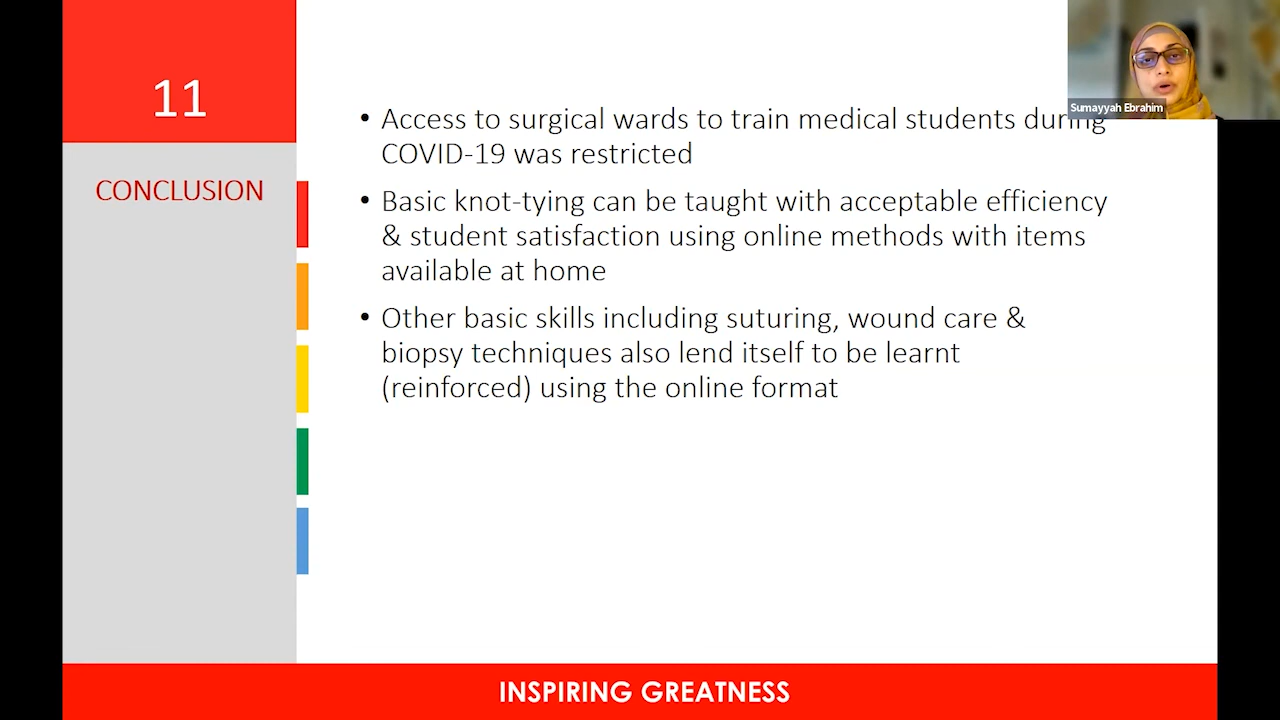 11
CONCLUSION
• Access to surgical wards to train medical students during
COVID-19 was restricted
• Basic knot-tying can be taught with acceptable efficiency
& student satisfaction using online methods with items
available at home
• Other basic skills including suturing, wound care &
biopsy techniques also lend itself to be learnt
(reinforced) using the online format
Sumayyah Ebrahim
INSPIRING GREATNESS